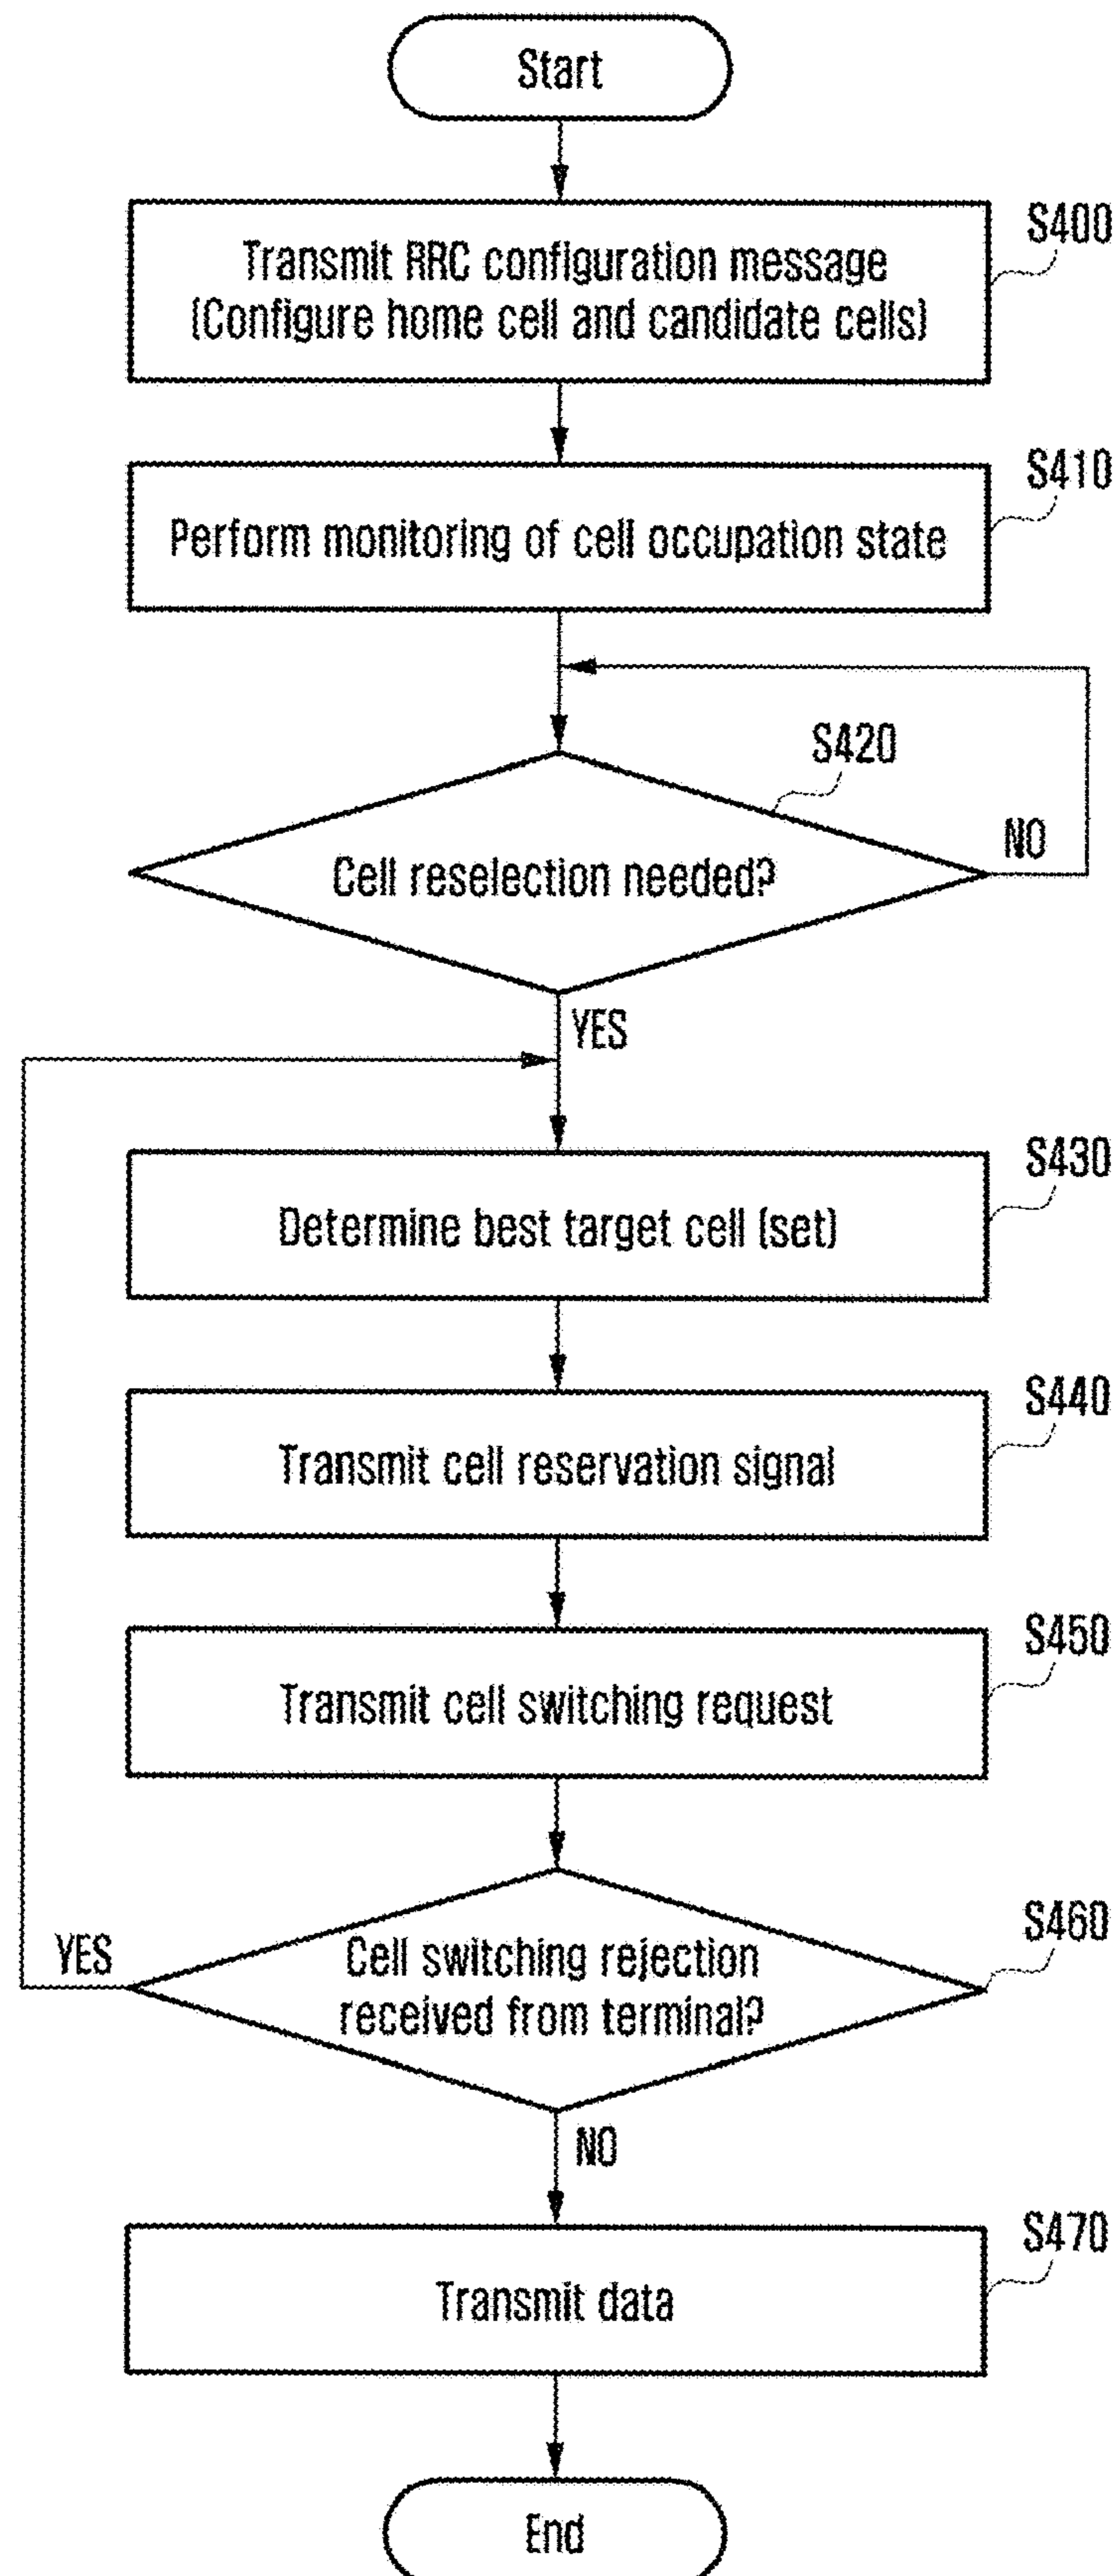 Start
S400
Transmit RRC configuration message
(Configure home cell and candidate cells)
S410
Perform monitoring of cell occupation state
S420
NO
Cell reselection needed?
YES
S430
Determine best target cell (set)
S440
Transmit cell reservation signal
S450
Transmit cell switching request
S460
YES
Cell switching rejection
received from terminal?
NO
S470
Transmit data
End